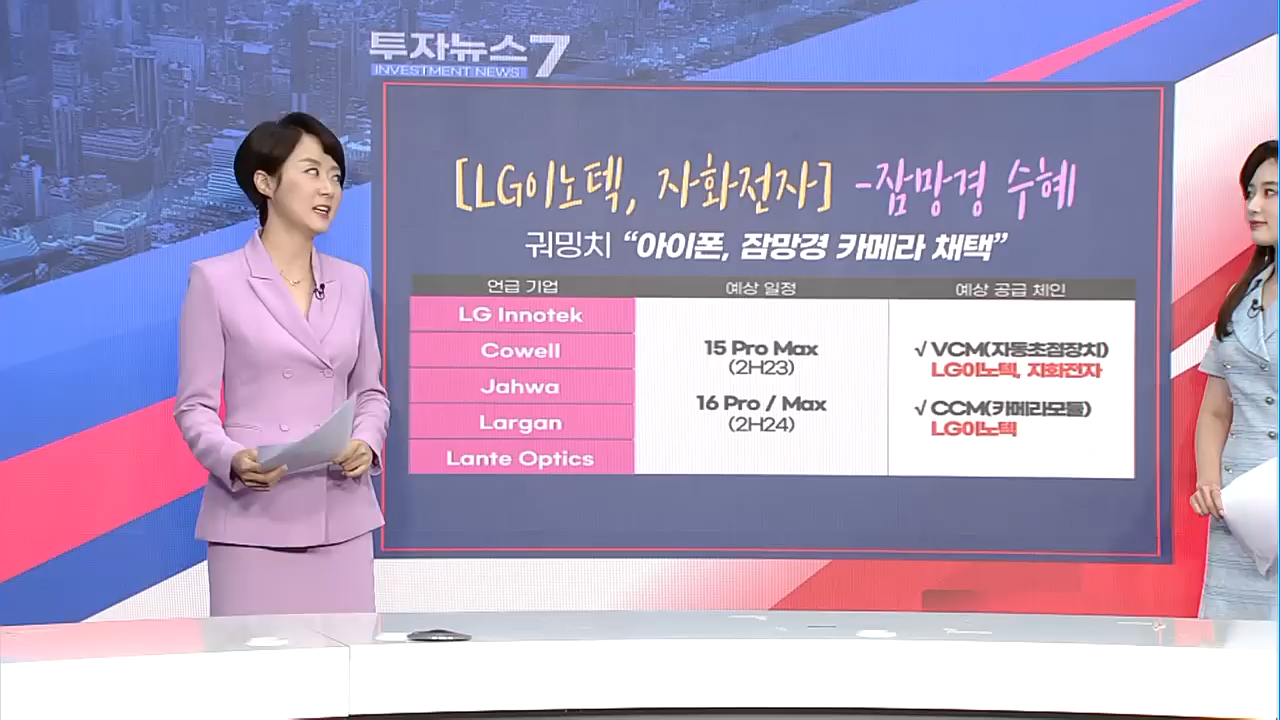 투자뉴스7
INVESTMENT NEWS
[LG이노텍, 자화전자] -잠망경 수혜
궈밍치 “아이폰, 잠망경 카메라 채택”
언급 기업 예상 일정 예상 공급 체인
LG Innotek
Cowell
Jahwa
Largan
Lante Optics
15 Pro Max
(2H23)
16 Pro / Max
(2H24)
√ VCM(자동초점장치)
LG이노텍, 자화전자
√ CCM(카메라모듈)
LG이노텍